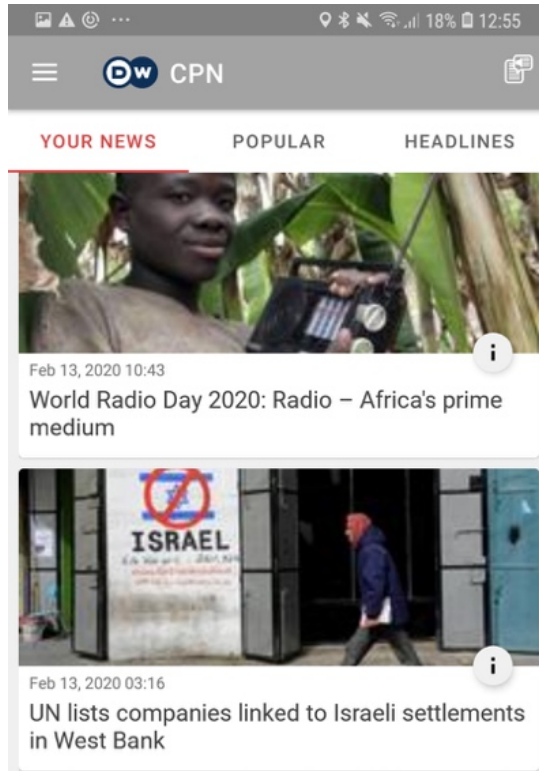 18% 12:55
DW CPN
YOUR NEWS POPULAR HEADLINES
i
Feb 13, 2020 10:43
World Radio Day 2020: Radio – Africa's prime
medium
ISRAEL
i
Feb 13, 2020 03:16
UN lists companies linked to Israeli settlements
in West Bank